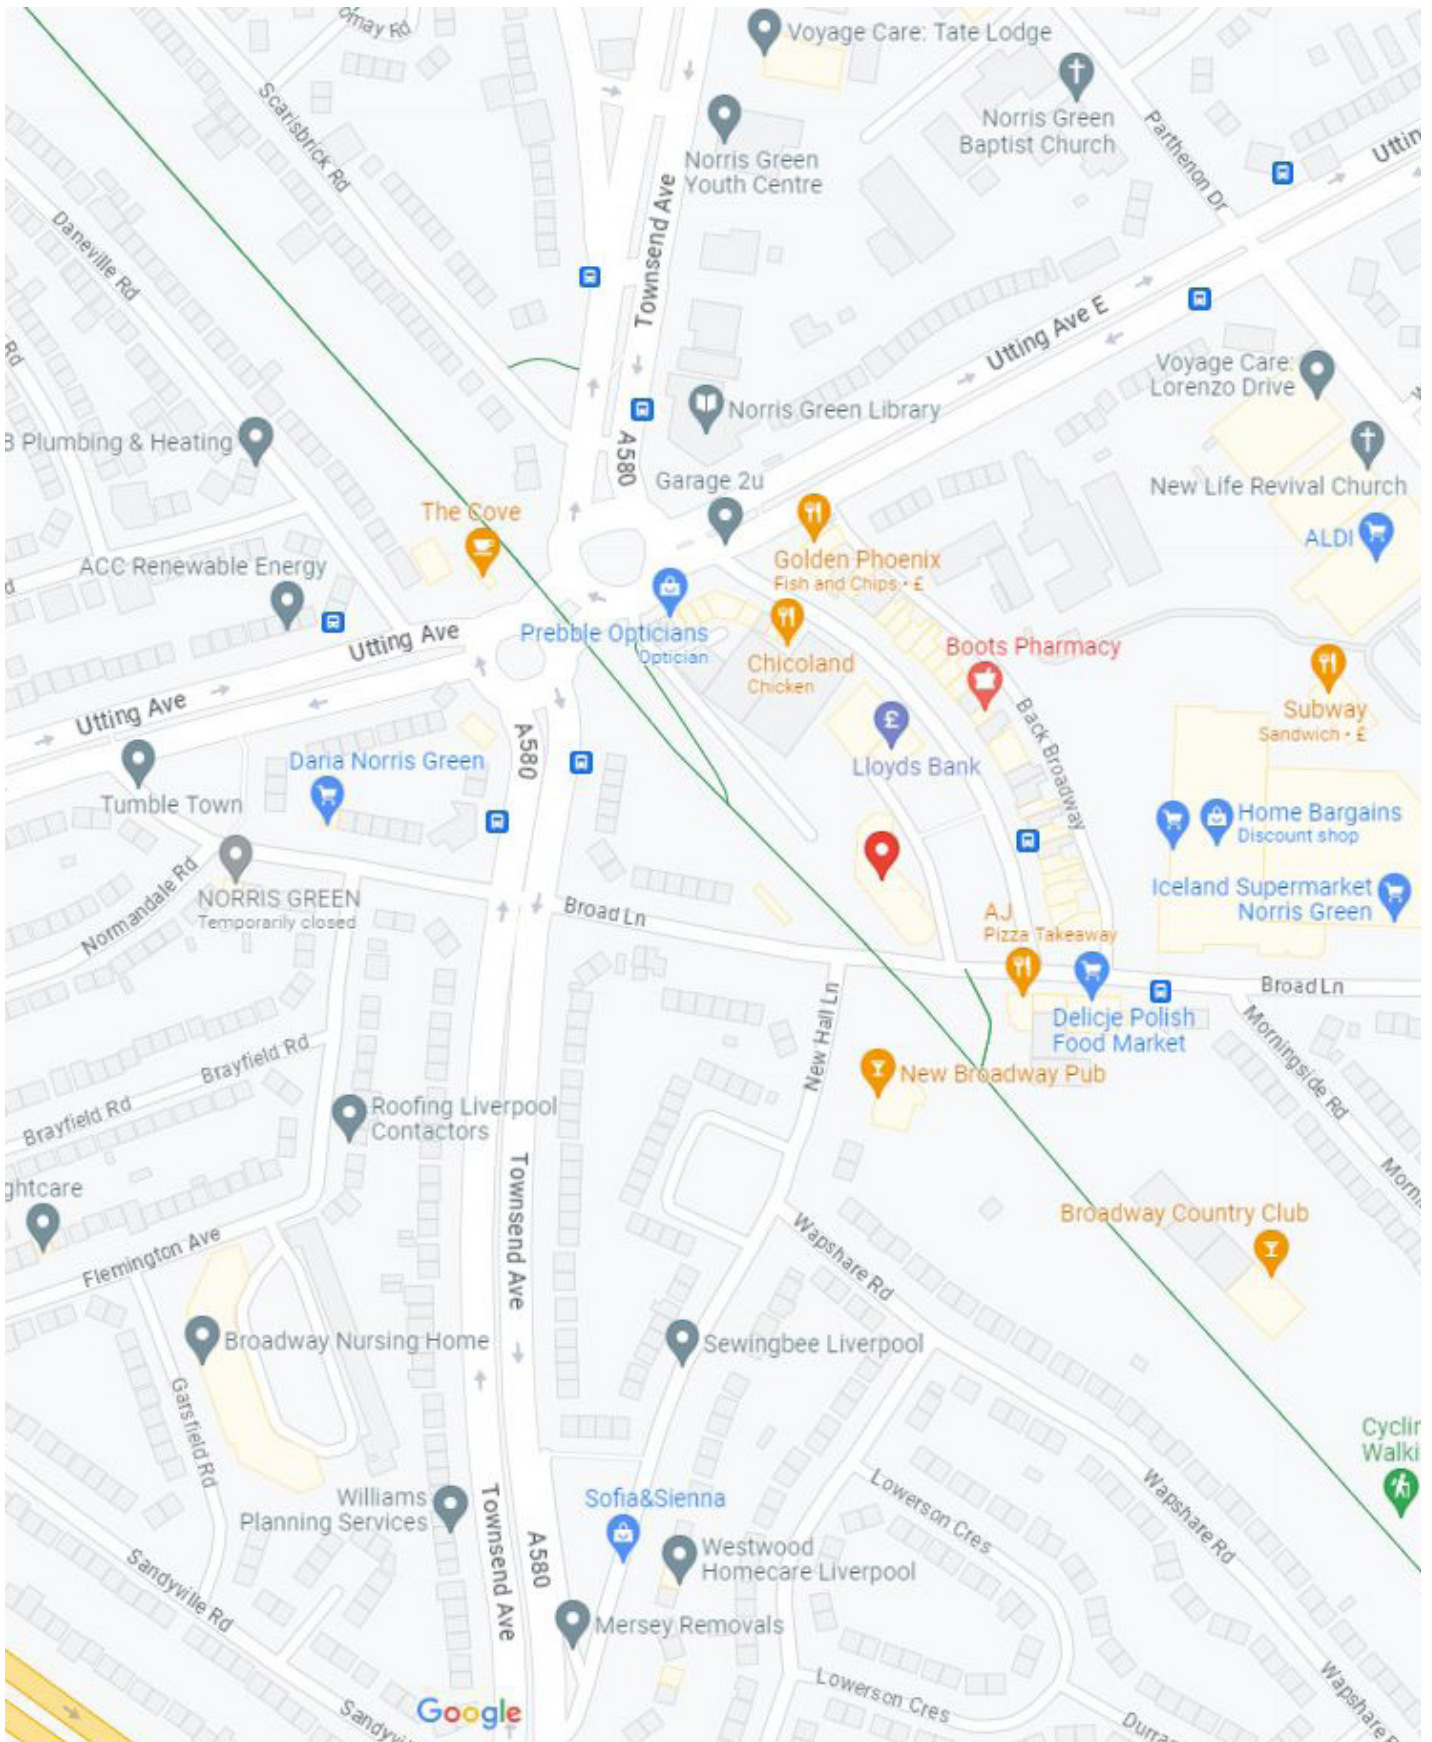 Voyage Care: Tate Lodge
Scarisbrick Rd
Norris Green
Baptist Church
Parthenon Dr
Norris Green
Youth Centre
Townsend Ave
Daneville Rd
Rd
Utting Ave E
Voyage Care:
Lorenzo Drive
Norris Green Library
A580
B Plumbing & Heating
Garage 2u
New Life Revival Church
The Cove
ALDI
Golden Phoenix
Fish and Chips • £
ACC Renewable Energy
Utting Ave
Prebble Opticians
Optician
Chicoland
Chicken
Boots Pharmacy
Back Broadway
Subway
Sandwich • £
Utting Ave
A580
Daria Norris Green
Lloyds Bank
Tumble Town
Home Bargains
Discount shop
Normandale Rd
NORRIS GREEN
Temporarily closed
Broad Ln
Iceland Supermarket
Norris Green
AJ
Pizza Takeaway
Broad Ln
New Hall Ln
Delicje Polish
Food Market
Morningside Rd
Brayfield Rd
New Broadway Pub
Brayfield Rd
Roofing Liverpool
Contactors
Townsend Ave
ghtcare
Flemington Ave
Wapshare Rd
Broadway Country Club
Broadway Nursing Home
Sewingbee Liverpool
Garsfield Rd
Williams
Planning Services
Townsend Ave
A580
Sofia&Sienna
Lowerson Cres
Wapshare Rd
Westwood
Homecare Liverpool
Sandyville Rd
Mersey Removals
Lowerson Cres
Wapshare R
Google